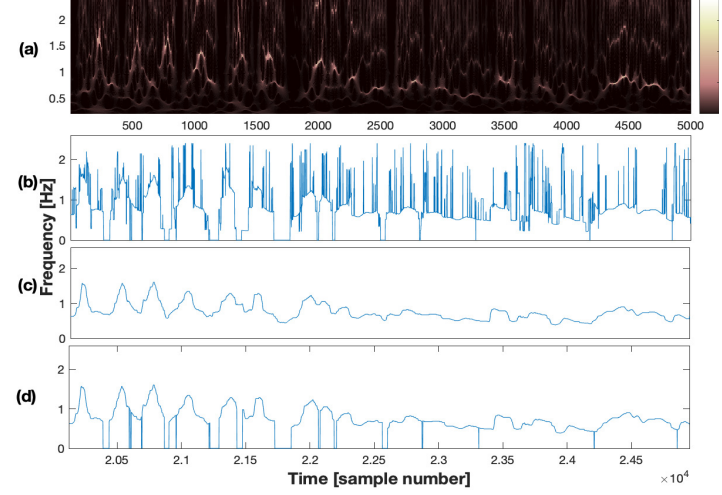 2
(a)
1.5
1
0.5
500 1000 1500 2000 2500 3000 3500 4000 4500 5000
2
(b)
1
0
Frequency [Hz]
2
(c)
1
0
2
(d)
1
0
2.05 2.1 2.15 2.2 2.25 2.3 2.35 2.4 2.45
Time [sample number]
×10⁴